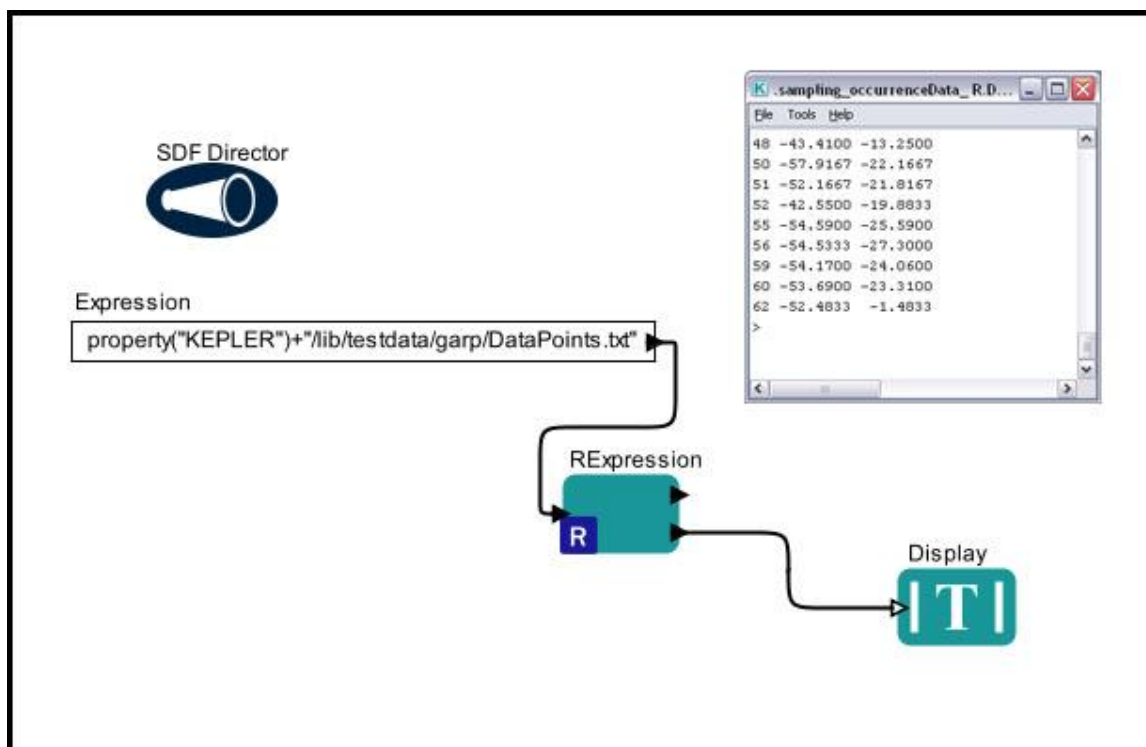 SDF Director
Expression
property("KEPLER")+"/lib/testdata/garp/DataPoints.txt"
RExpression
R
Display
T
K .sampling_occurrenceData_ R.D...
File Tools Help
48 -43.4100 -13.2500
50 -57.9167 -22.1667
51 -52.1667 -21.8167
52 -42.5500 -19.8833
55 -54.5900 -25.5900
56 -54.5333 -27.3000
59 -54.1700 -24.0600
60 -53.6900 -23.3100
62 -52.4833 -1.4833
>